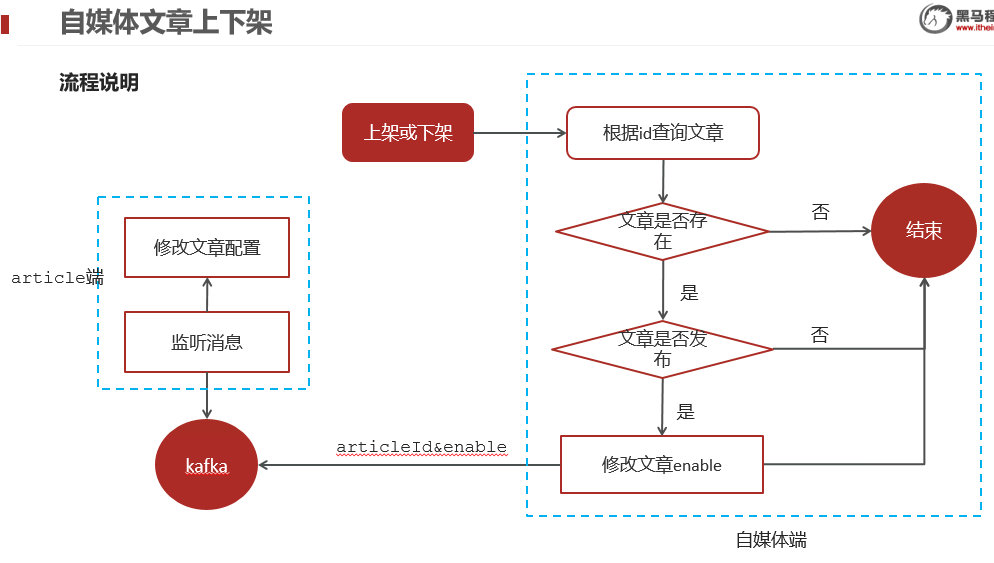 自媒体文章上下架
黑马程
www.ithei
流程说明
上架或下架
根据id查询文章
文章是否存
在
否
结束
是
文章是否发
布
否
是
修改文章enable
自媒体端
articleId&enable
kafka
article端
修改文章配置
监听消息